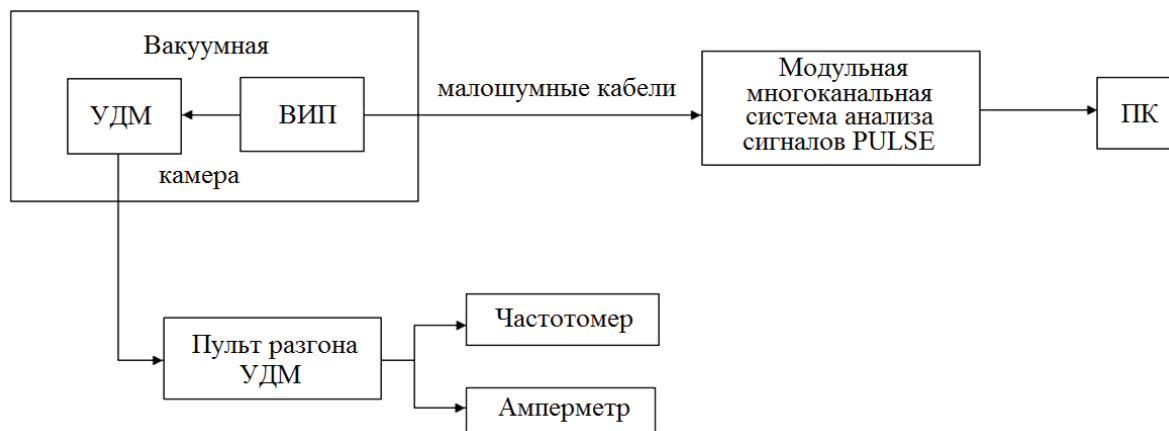 Вакуумная
УДМ
ВИП
камера
малошумные кабели
Модульная
многоканальная
система анализа
сигналов PULSE
ПК
Пульт разгона
УДМ
Частотомер
Амперметр